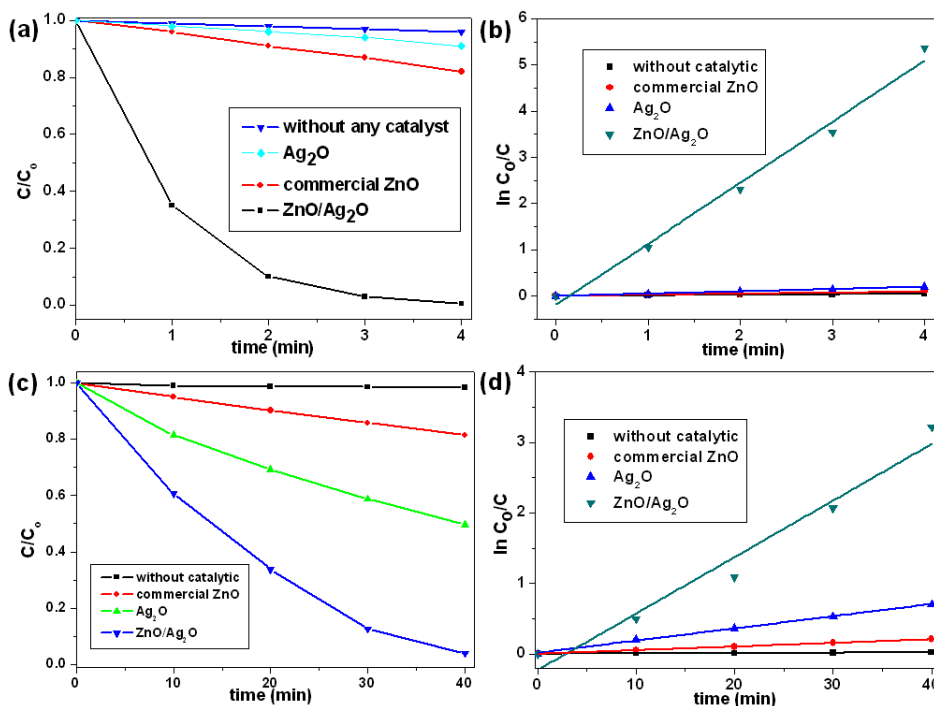 (a)
1.0
0.8
0.6
0.4
0.2
0.0
C/C₀
without any catalyst
Ag₂O
commercial ZnO
ZnO/Ag₂O
0 1 2 3 4
time (min)
(b)
6
5
4
3
2
1
0
-1
ln C₀/C
without catalytic
commercial ZnO
Ag₂O
ZnO/Ag₂O
0 1 2 3 4
time (min)
(c)
1.0
0.8
0.6
0.4
0.2
0.0
C/C₀
without catalytic
commercial ZnO
Ag₂O
ZnO/Ag₂O
0 10 20 30 40
time (min)
(d)
4
3
2
1
0
ln C₀/C
without catalytic
commercial ZnO
Ag₂O
ZnO/Ag₂O
0 10 20 30 40
time (min)